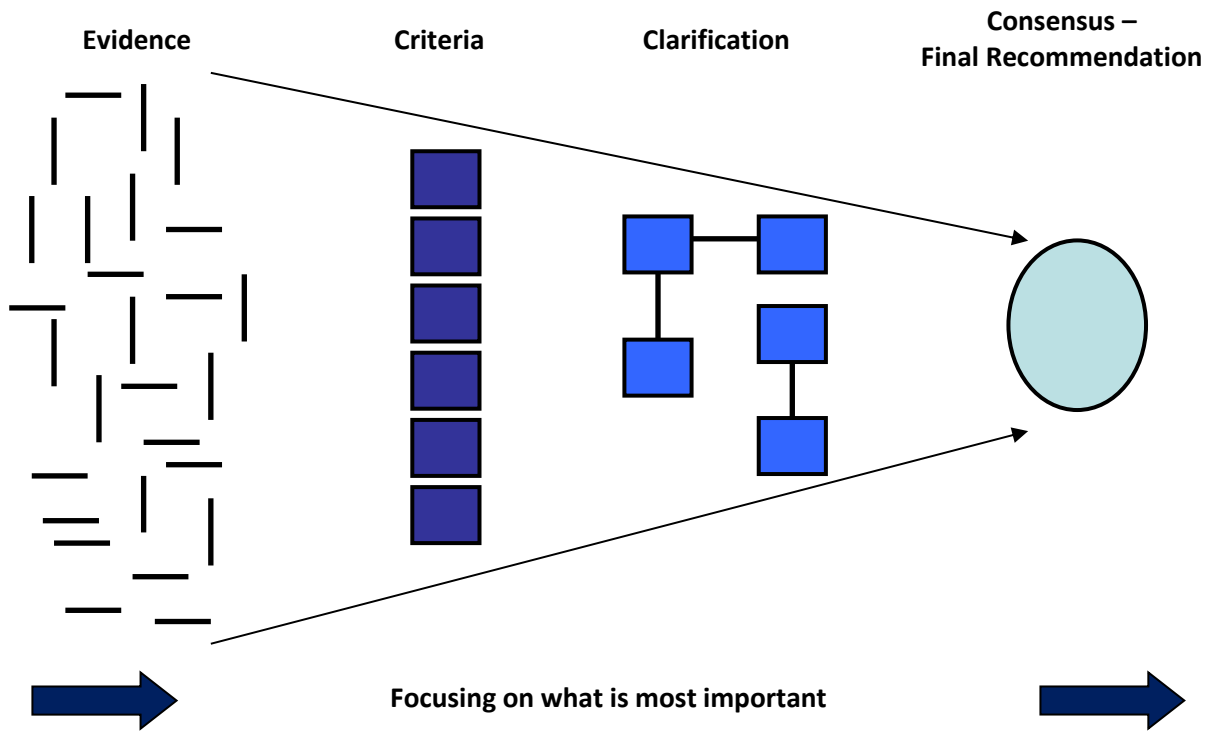 Evidence
Criteria
Clarification
Consensus –
Final Recommendation
Focusing on what is most important